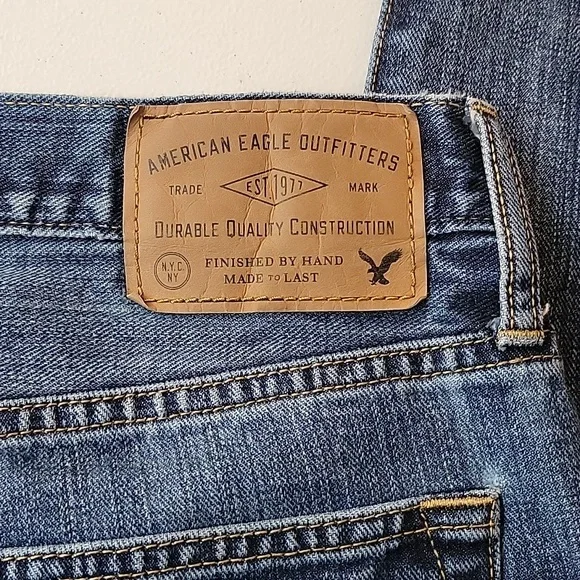 AMERICAN EAGLE OUTFITTERS
TRADE EST. 1977 MARK
DURABLE QUALITY CONSTRUCTION
N.Y.C.
NY
FINISHED BY HAND
MADE TO LAST